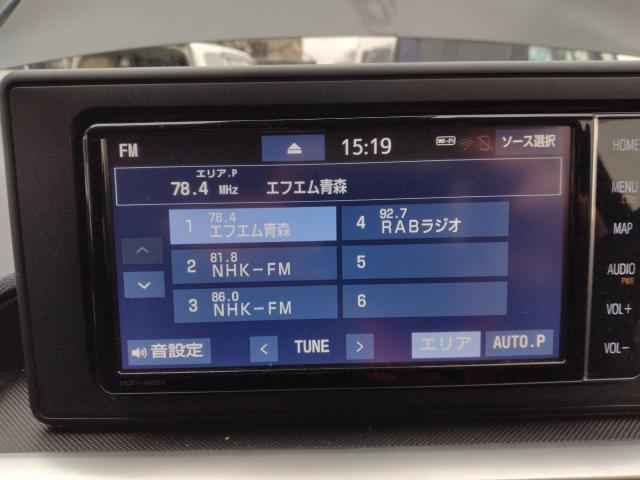 FM 15:19 Wi-Fi ソース選択
エリア.P
78.4 MHz エフエム青森
1 78.4 エフエム青森
4 92.7 RABラジオ
2 81.8 NHK-FM
5
3 86.0 NHK-FM
6
音設定 < TUNE > エリア AUTO.P
HOME
MENU
MAP
AUDIO
PWR
VOL+
VOL-